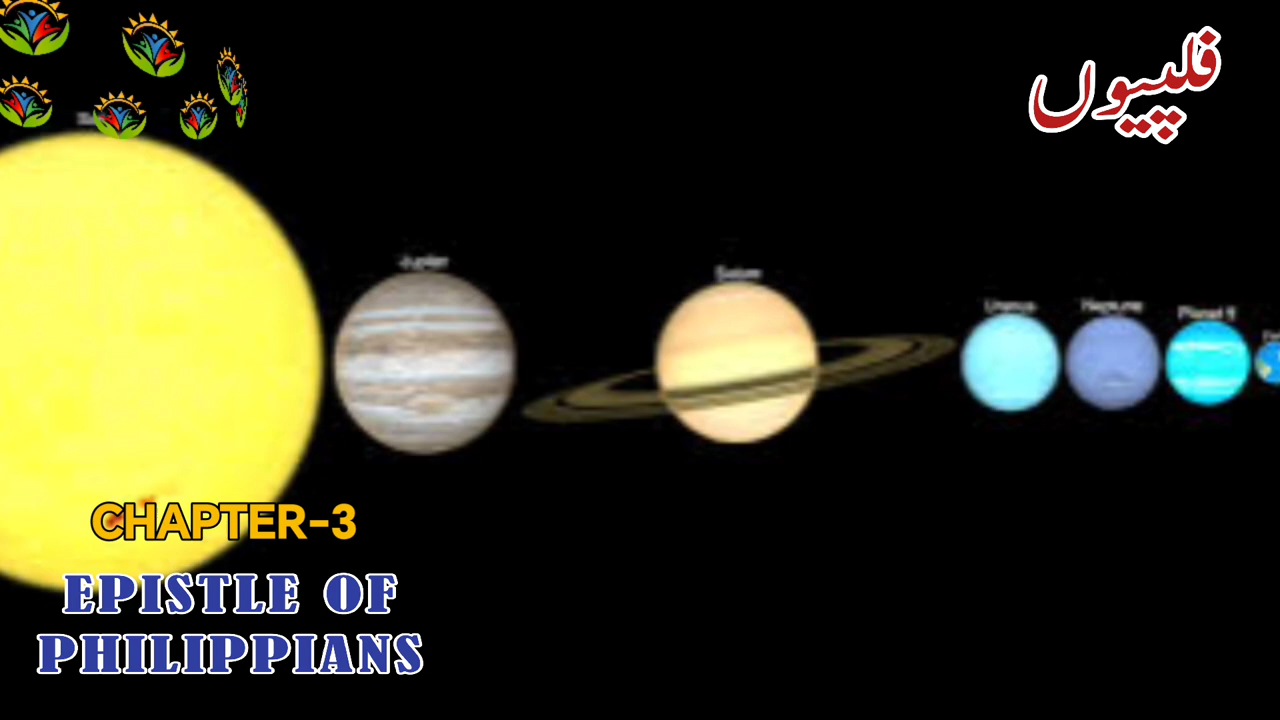 فلپیوں
Jupiter
Saturn
Uranus
Neptune
Planet 9
CHAPTER-3
EPISTLE OF
PHILIPPIANS